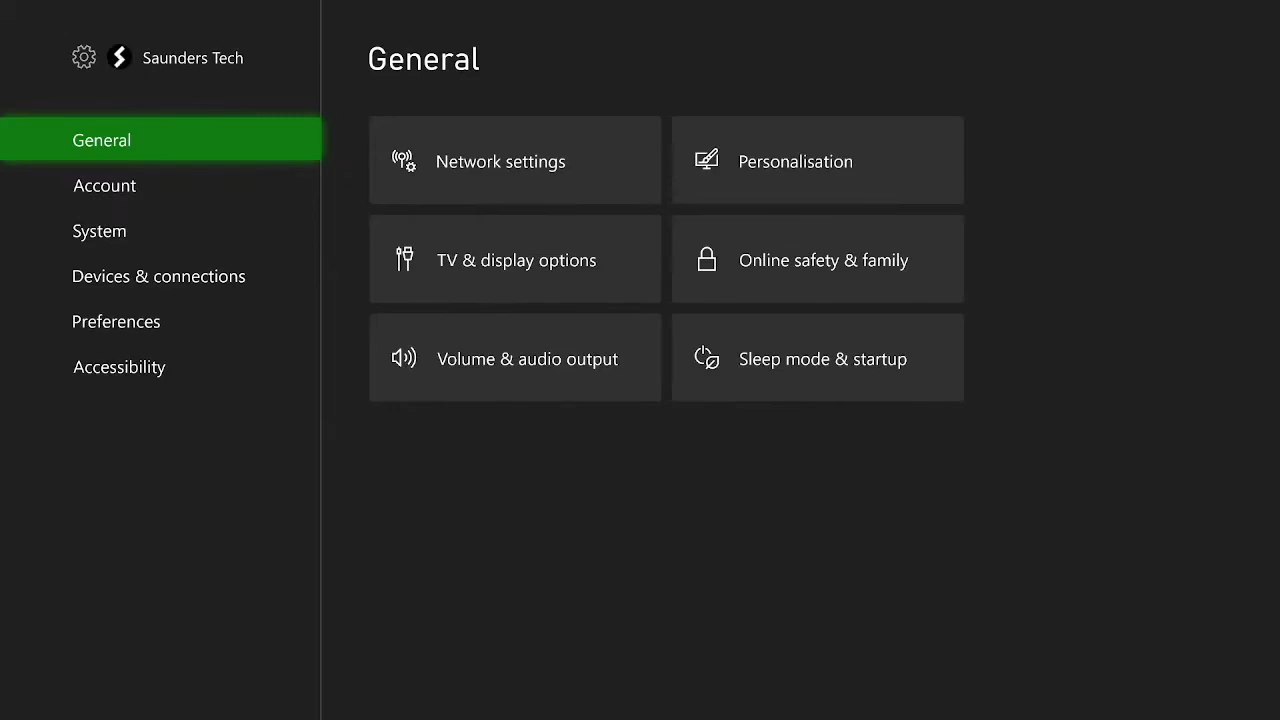 Saunders Tech
General
Account
System
Devices & connections
Preferences
Accessibility
General
Network settings
Personalisation
TV & display options
Online safety & family
Volume & audio output
Sleep mode & startup